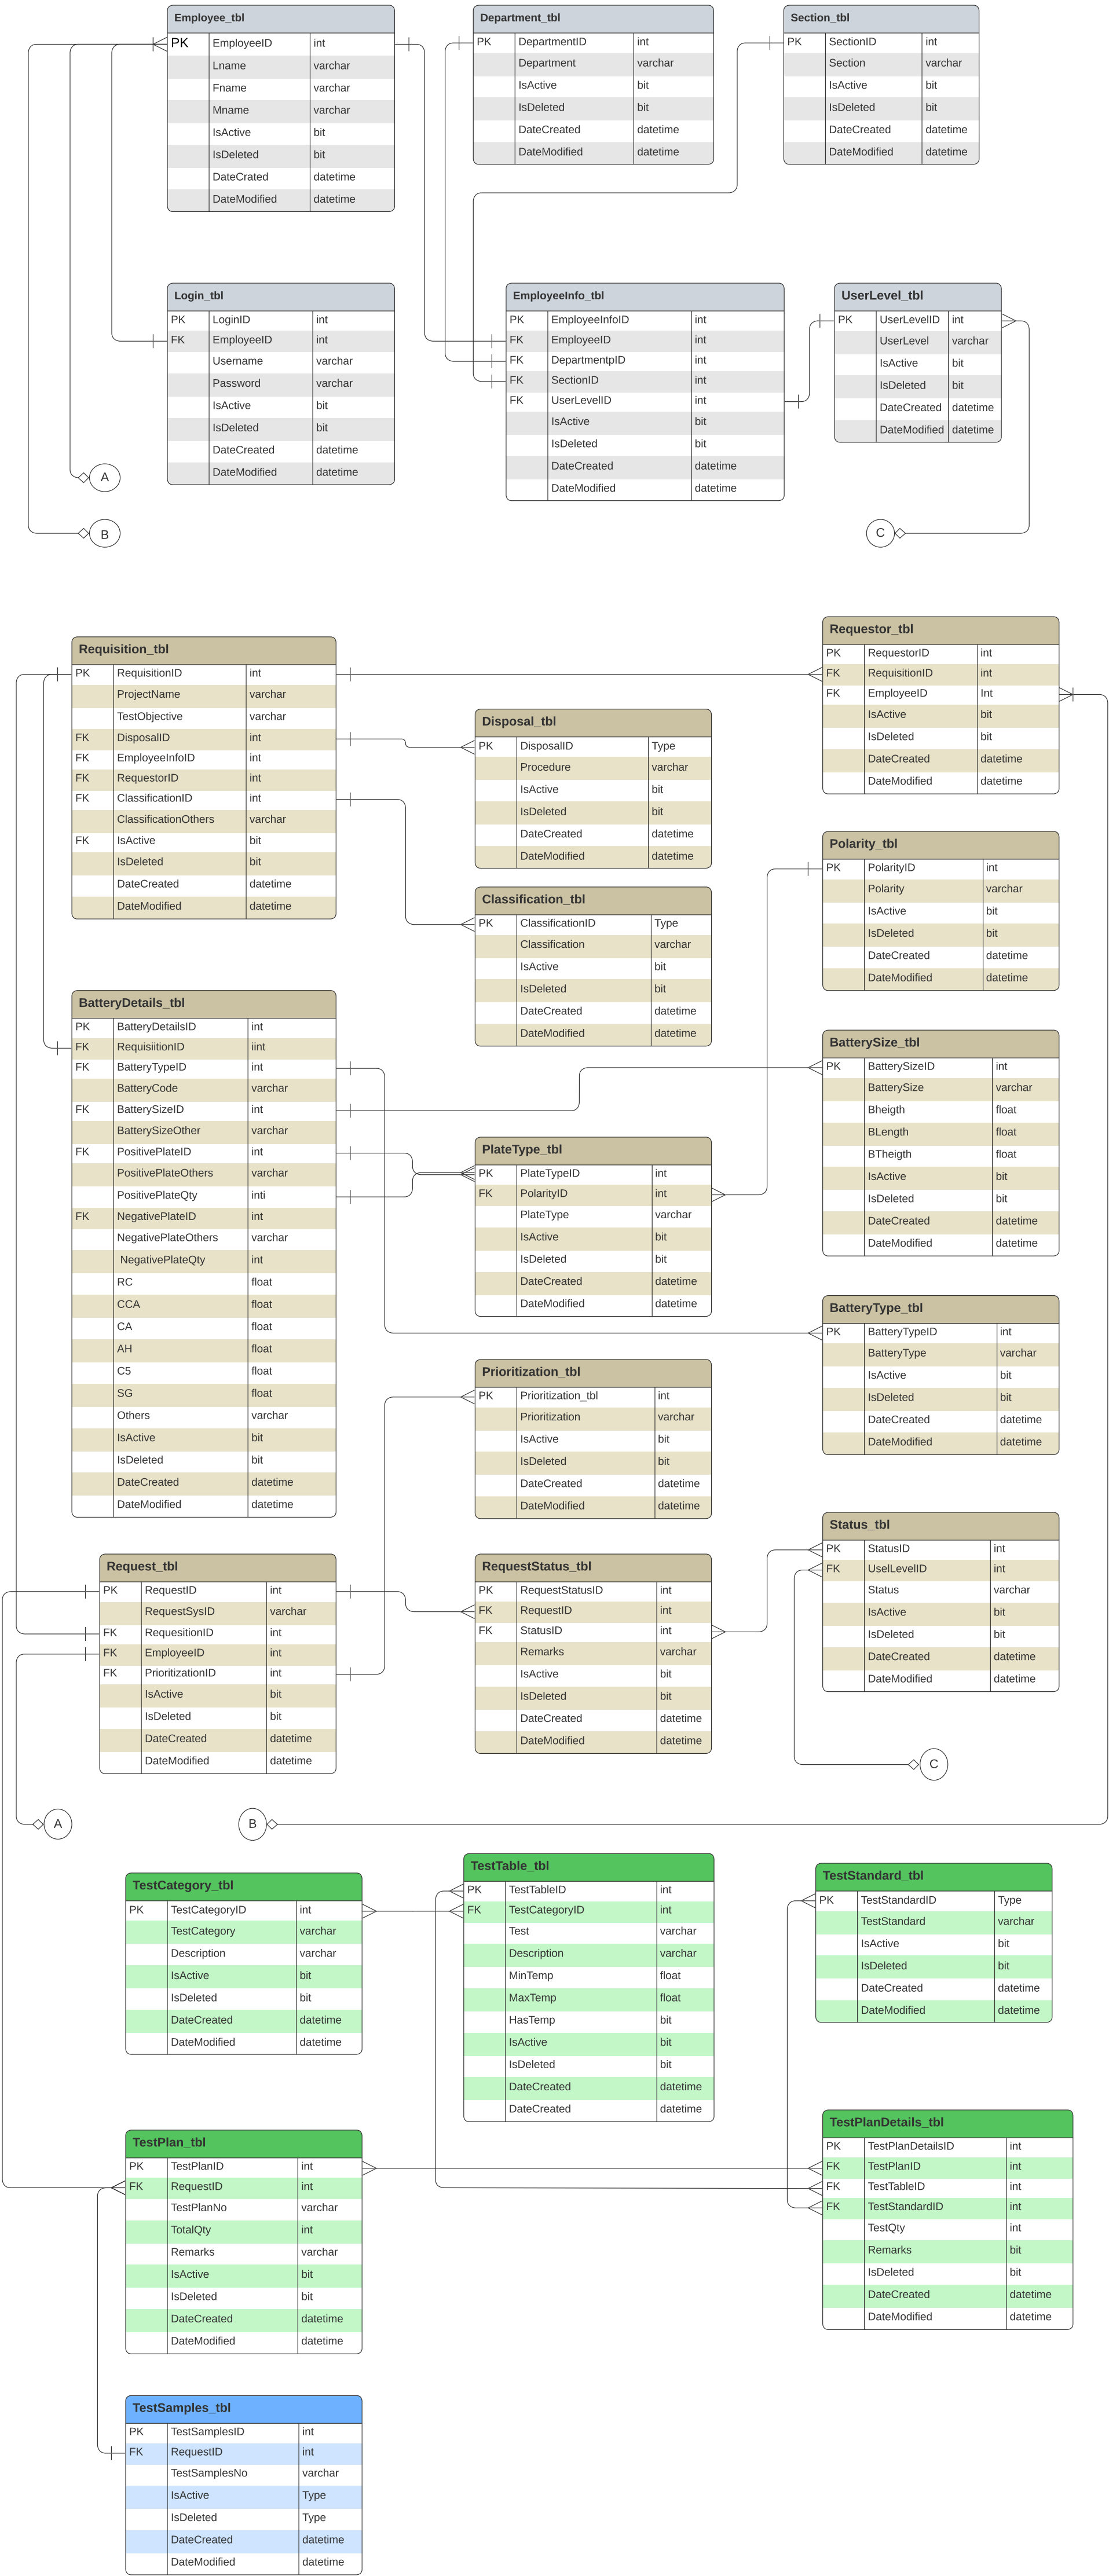 Employee_tbl
PK EmployeeID int
Lname varchar
Fname varchar
Mname varchar
IsActive bit
IsDeleted bit
DateCrated datetime
DateModified datetime
Department_tbl
PK DepartmentID int
Department varchar
IsActive bit
IsDeleted bit
DateCreated datetime
DateModified datetime
Section_tbl
PK SectionID int
Section varchar
IsActive bit
IsDeleted bit
DateCreated datetime
DateModified datetime
Login_tbl
PK LoginID int
FK EmployeeID int
Username varchar
Password varchar
IsActive bit
IsDeleted bit
DateCreated datetime
DateModified datetime
EmployeeInfo_tbl
PK EmployeeInfoID int
FK EmployeeID int
FK DepartmentpID int
FK SectionID int
FK UserLevelID int
IsActive bit
IsDeleted bit
DateCreated datetime
DateModified datetime
UserLevel_tbl
PK UserLevelID int
UserLevel varchar
IsActive bit
IsDeleted bit
DateCreated datetime
DateModified datetime
A
B
C
Requisition_tbl
PK RequisitionID int
ProjectName varchar
TestObjective varchar
FK DisposalID int
FK EmployeeInfoID int
FK RequestorID int
FK ClassificationID int
ClassificationOthers varchar
FK IsActive bit
IsDeleted bit
DateCreated datetime
DateModified datetime
Requestor_tbl
PK RequestorID int
FK RequisitionID int
FK EmployeeID Int
IsActive bit
IsDeleted bit
DateCreated datetime
DateModified datetime
Disposal_tbl
PK DisposalID Type
Procedure varchar
IsActive bit
IsDeleted bit
DateCreated datetime
DateModified datetime
Polarity_tbl
PK PolarityID int
Polarity varchar
IsActive bit
IsDeleted bit
DateCreated datetime
DateModified datetime
Classification_tbl
PK ClassificationID Type
Classification varchar
IsActive bit
IsDeleted bit
DateCreated datetime
DateModified datetime
BatteryDetails_tbl
PK BatteryDetailsID int
FK RequisiitionID iint
FK BatteryTypeID int
BatteryCode varchar
FK BatterySizeID int
BatterySizeOther varchar
FK PositivePlateID int
PositivePlateOthers varchar
PositivePlateQty inti
FK NegativePlateID int
NegativePlateOthers varchar
NegativePlateQty int
RC float
CCA float
CA float
AH float
C5 float
SG float
Others varchar
IsActive bit
IsDeleted bit
DateCreated datetime
DateModified datetime
BatterySize_tbl
PK BatterySizeID int
BatterySize varchar
Bheigth float
BLength float
BTheigth float
IsActive bit
IsDeleted bit
DateCreated datetime
DateModified datetime
PlateType_tbl
PK PlateTypeID int
FK PolarityID int
PlateType varchar
IsActive bit
IsDeleted bit
DateCreated datetime
DateModified datetime
BatteryType_tbl
PK BatteryTypeID int
BatteryType varchar
IsActive bit
IsDeleted bit
DateCreated datetime
DateModified datetime
Prioritization_tbl
PK Prioritization_tbl int
Prioritization varchar
IsActive bit
IsDeleted bit
DateCreated datetime
DateModified datetime
Request_tbl
PK RequestID int
RequestSysID varchar
FK RequesitionID int
FK EmployeeID int
FK PrioritizationID int
IsActive bit
IsDeleted bit
DateCreated datetime
DateModified datetime
RequestStatus_tbl
PK RequestStatusID int
FK RequestID int
FK StatusID int
Remarks varchar
IsActive bit
IsDeleted bit
DateCreated datetime
DateModified datetime
Status_tbl
PK StatusID int
FK UselLevelID int
Status varchar
IsActive bit
IsDeleted bit
DateCreated datetime
DateModified datetime
C
A
B
TestCategory_tbl
PK TestCategoryID int
TestCategory varchar
Description varchar
IsActive bit
IsDeleted bit
DateCreated datetime
DateModified datetime
TestTable_tbl
PK TestTableID int
FK TestCategoryID int
Test varchar
Description varchar
MinTemp float
MaxTemp float
HasTemp bit
IsActive bit
IsDeleted bit
DateCreated datetime
DateCreated datetime
TestStandard_tbl
PK TestStandardID Type
TestStandard varchar
IsActive bit
IsDeleted bit
DateCreated datetime
DateModified datetime
TestPlan_tbl
PK TestPlanID int
FK RequestID int
TestPlanNo varchar
TotalQty int
Remarks varchar
IsActive bit
IsDeleted bit
DateCreated datetime
DateModified datetime
TestPlanDetails_tbl
PK TestPlanDetailsID int
FK TestPlanID int
FK TestTableID int
FK TestStandardID int
TestQty int
Remarks bit
IsDeleted bit
DateCreated datetime
DateModified datetime
TestSamples_tbl
PK TestSamplesID int
FK RequestID int
TestSamplesNo varchar
IsActive Type
IsDeleted Type
DateCreated datetime
DateModified datetime